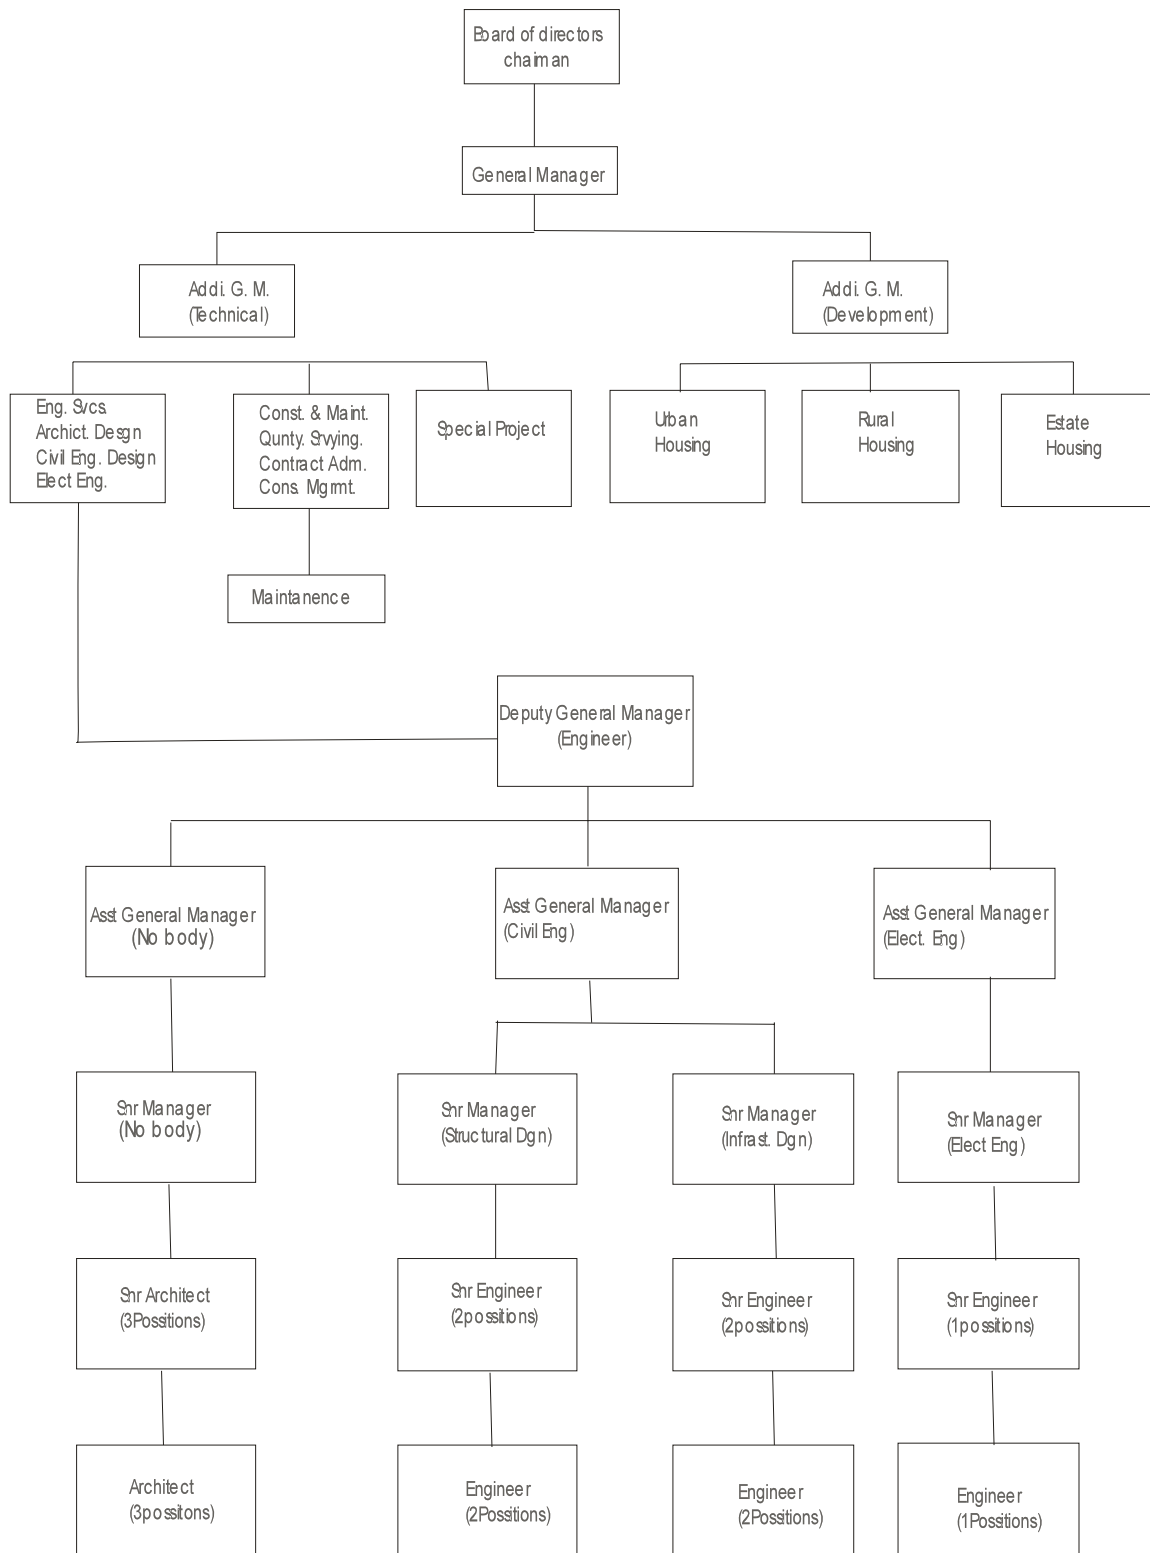 Board of directors
chaiman
General Manager
Addi. G. M.
(Technical)
Addi. G. M.
(Development)
Eng. Svcs.
Archict. Desgn
Civil Eng. Design
Elect Eng.
Const. & Maint.
Qunty. Srvying.
Contract Adm.
Cons. Mgmt.
Special Project
Urban
Housing
Rural
Housing
Estate
Housing
Maintanence
Deputy General Manager
(Engineer)
Asst General Manager
(No body)
Asst General Manager
(Civil Eng)
Asst General Manager
(Elect. Eng)
Snr Manager
(No body)
Snr Manager
(Structural Dgn)
Snr Manager
(Infrast. Dgn)
Snr Manager
(Elect Eng)
Snr Architect
(3Possitions)
Snr Engineer
(2possitions)
Snr Engineer
(2possitions)
Snr Engineer
(1possitions)
Architect
(3possitons)
Engineer
(2Possitions)
Engineer
(2Possitions)
Engineer
(1Possitions)